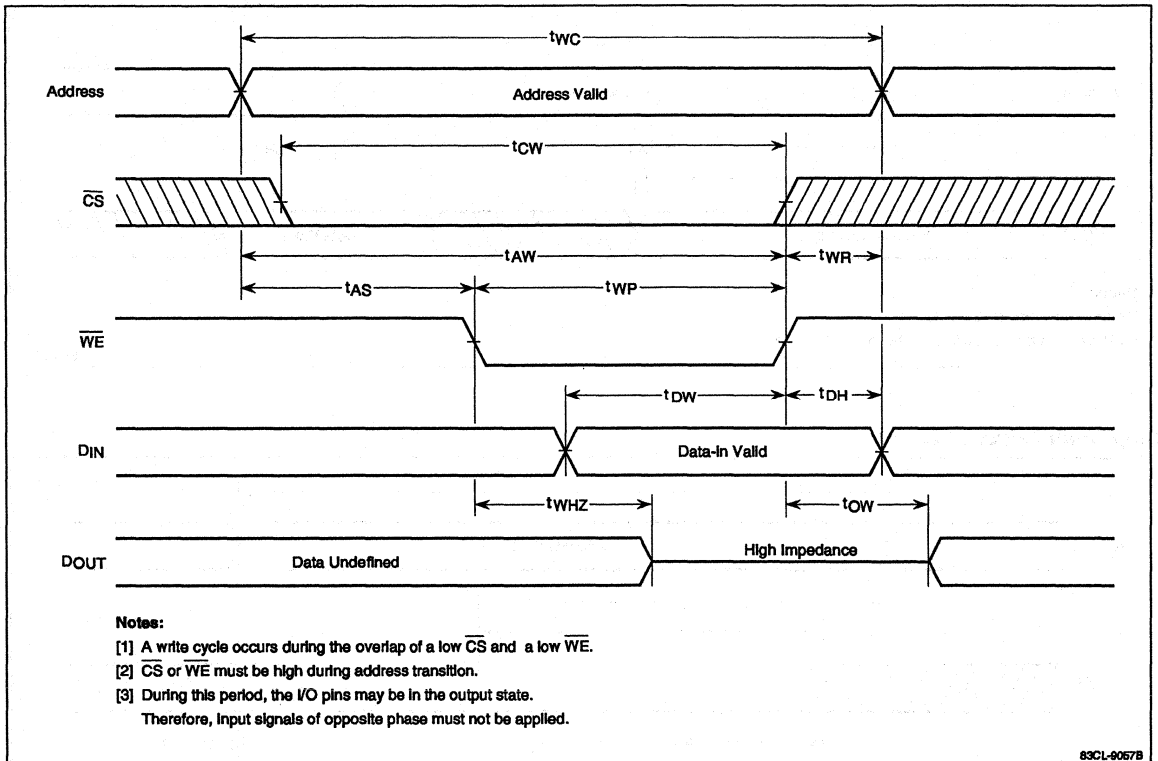 tWC
Address
Address Valid
tCW
CS
tAW
tWR
tAS
tWP
WE
tDW
tDH
DIN
Data-In Valid
tWHZ
tOW
DOUT
Data Undefined
High Impedance
Notes:
[1] A write cycle occurs during the overlap of a low CS and a low WE.
[2] CS or WE must be high during address transition.
[3] During this period, the I/O pins may be in the output state.
Therefore, input signals of opposite phase must not be applied.
83CL-9057B